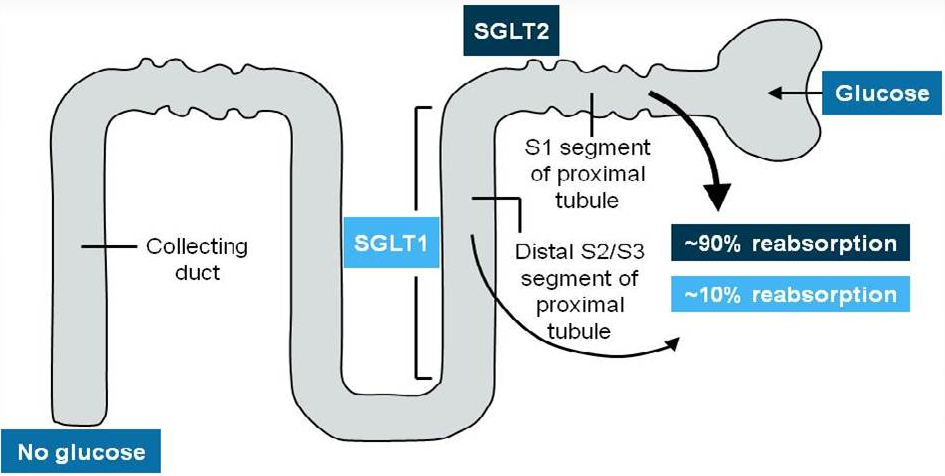 SGLT2
Glucose
S1 segment
of proximal
tubule
SGLT1
Collecting
duct
Distal S2/S3
segment of
proximal
tubule
~90% reabsorption
~10% reabsorption
No glucose